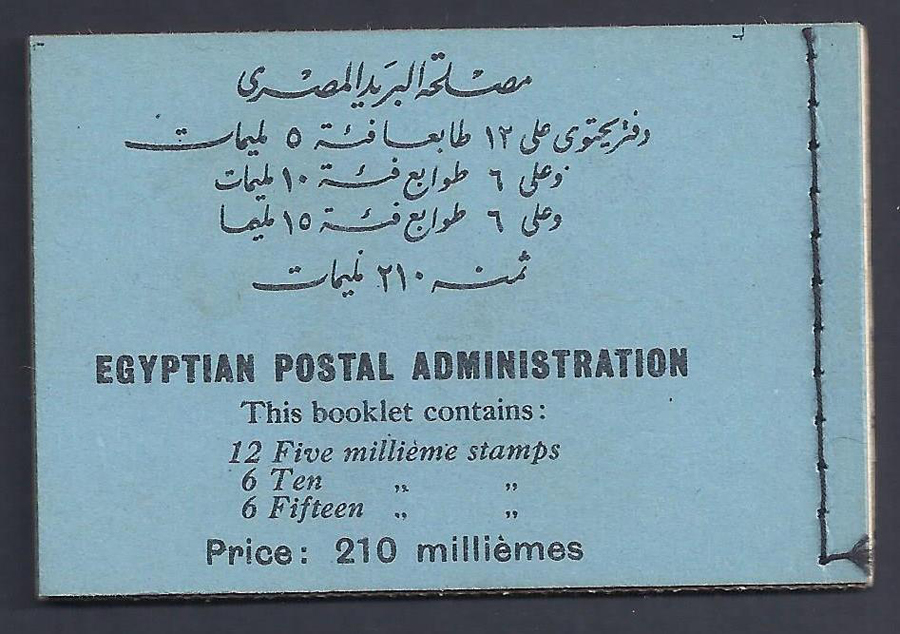 مصلحة البريد المصرى
دفتر يحتوى على ١٢ طابعا فئة ٥ مليمات
وعلى ٦ طوابع فئة ١٠ مليمات
وعلى ٦ طوابع فئة ١٥ مليما
ثمنه ٢١٠ مليمات
EGYPTIAN POSTAL ADMINISTRATION
This booklet contains:
12 Five millième stamps
6 Ten „ „
6 Fifteen „ „
Price: 210 millièmes